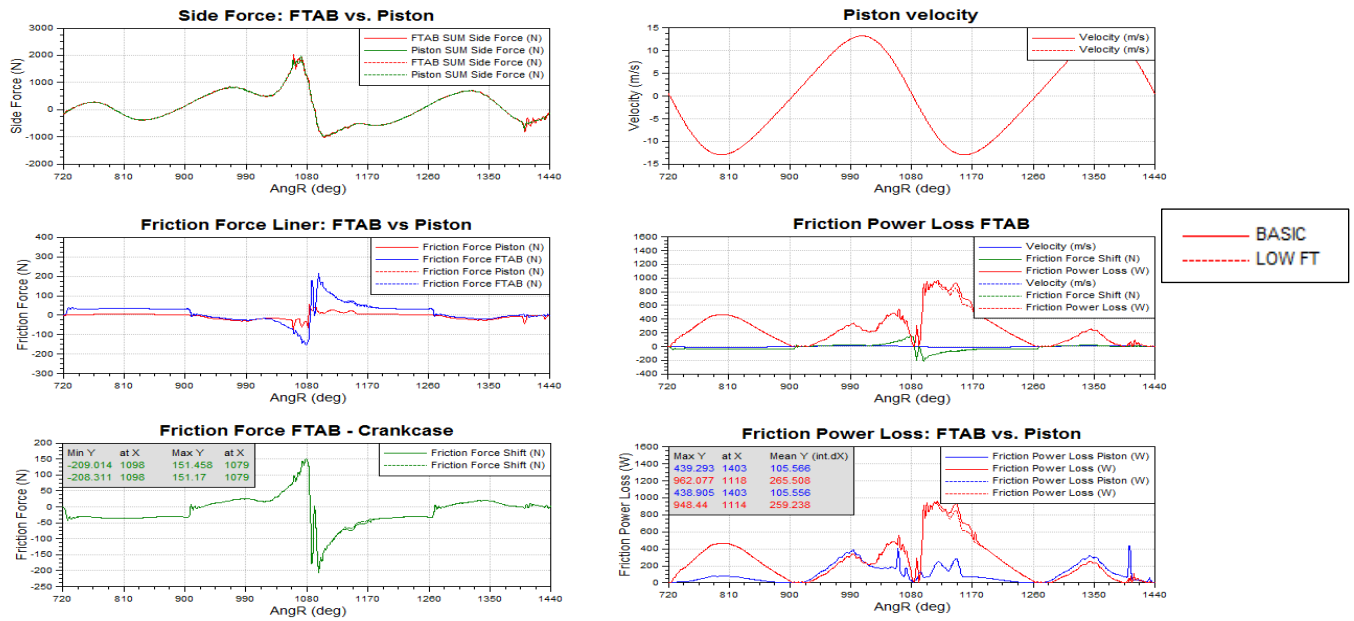 Side Force: FTAB vs. Piston
Side Force (N)
3000
2000
1000
0
-1000
-2000
FTAB SUM Side Force (N)
Piston SUM Side Force (N)
FTAB SUM Side Force (N)
Piston SUM Side Force (N)
720 810 900 990 1080 1170 1260 1350 1440
AngR (deg)
Piston velocity
Velocity (m/s)
15
10
5
0
-5
-10
-15
Velocity (m/s)
Velocity (m/s)
720 810 900 990 1080 1170 1260 1350 1440
AngR (deg)
Friction Force Liner: FTAB vs Piston
Friction Force (N)
400
300
200
100
0
-100
-200
-300
Friction Force Piston (N)
Friction Force FTAB (N)
Friction Force Piston (N)
Friction Force FTAB (N)
720 810 900 990 1080 1170 1260 1350 1440
AngR (deg)
Friction Power Loss FTAB
Friction Power Loss (W)
1600
1400
1200
1000
800
600
400
200
0
-200
-400
Velocity (m/s)
Friction Force Shift (N)
Friction Power Loss (W)
Velocity (m/s)
Friction Force Shift (N)
Friction Power Loss (W)
720 810 900 990 1080 1170 1260 1350 1440
AngR (deg)
BASIC
LOW FT
Friction Force FTAB - Crankcase
Friction Force (N)
200
150
100
50
0
-50
-100
-150
-200
-250
Min Y at X Max Y at X
-209.014 1098 151.458 1079
-208.311 1098 151.17 1079
Friction Force Shift (N)
Friction Force Shift (N)
720 810 900 990 1080 1170 1260 1350 1440
AngR (deg)
Friction Power Loss: FTAB vs. Piston
Friction Power Loss (W)
1600
1400
1200
1000
800
600
400
200
0
Max Y at X Mean Y (int.dX)
439.293 1403 105.566
962.077 1118 265.508
438.905 1403 105.556
948.44 1114 259.238
Friction Power Loss Piston (W)
Friction Power Loss (W)
Friction Power Loss Piston (W)
Friction Power Loss (W)
720 810 900 990 1080 1170 1260 1350 1440
AngR (deg)